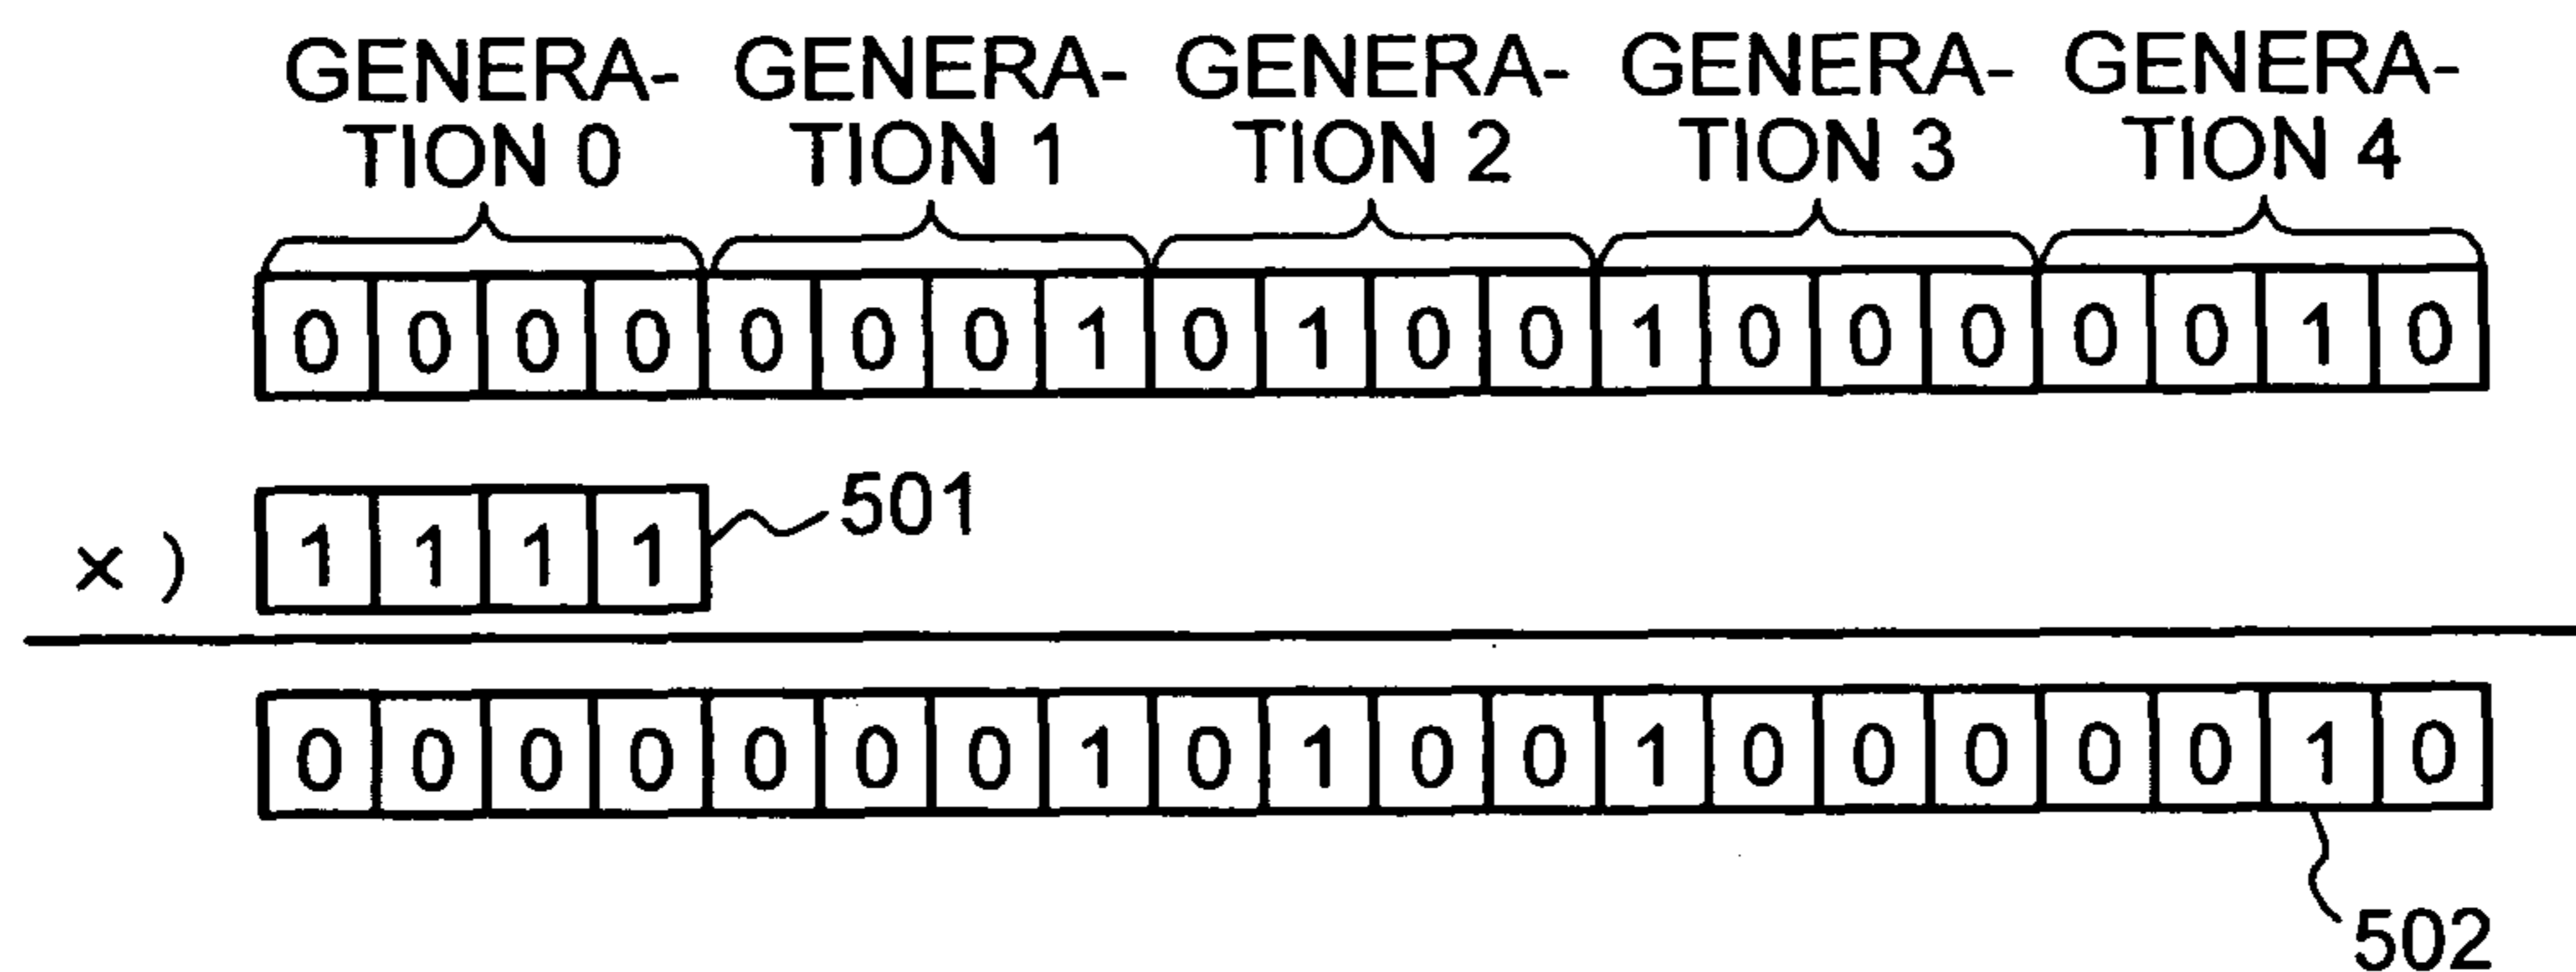 GENERA- GENERA- GENERA- GENERA- GENERA-
TION 0 TION 1 TION 2 TION 3 TION 4
0 0 0 0 0 0 0 1 0 1 0 0 1 0 0 0 0 0 1 0
× ) 1 1 1 1 501
0 0 0 0 0 0 0 1 0 1 0 0 1 0 0 0 0 0 1 0
502